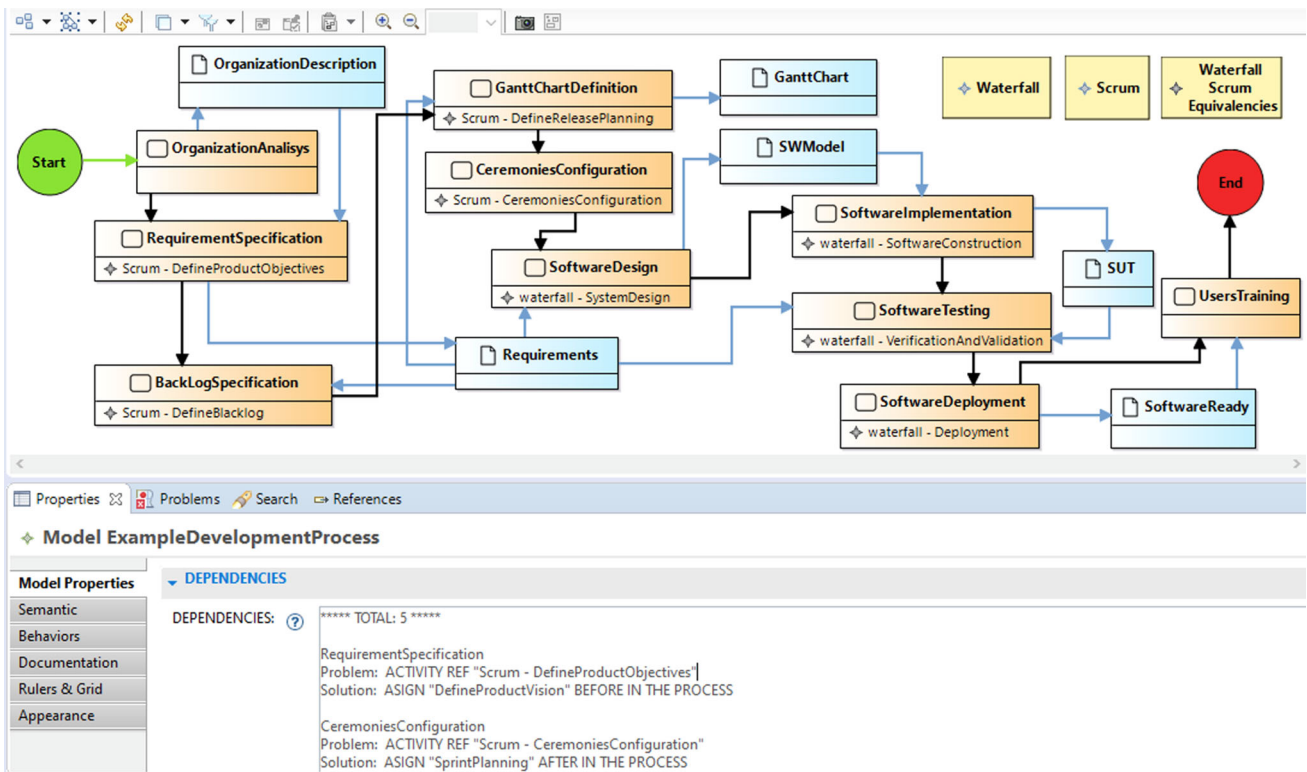 OrganizationDescription
GanttChartDefinition
Scrum - DefineReleasePlanning
GanttChart
Waterfall
Scrum
Waterfall
Scrum
Equivalencies
Start
OrganizationAnalisys
CeremoniesConfiguration
Scrum - CeremoniesConfiguration
SWModel
End
RequirementSpecification
Scrum - DefineProductObjectives
SoftwareDesign
waterfall - SystemDesign
SoftwareImplementation
waterfall - SoftwareConstruction
SUT
UsersTraining
SoftwareTesting
waterfall - VerificationAndValidation
Requirements
BackLogSpecification
Scrum - DefineBlacklog
SoftwareDeployment
waterfall - Deployment
SoftwareReady
Properties
Problems
Search
References
Model ExampleDevelopmentProcess
Model Properties
Semantic
Behaviors
Documentation
Rulers & Grid
Appearance
DEPENDENCIES
DEPENDENCIES: ?
***** TOTAL: 5 *****
RequirementSpecification
Problem: ACTIVITY REF "Scrum - DefineProductObjectives"
Solution: ASIGN "DefineProductVision" BEFORE IN THE PROCESS
CeremoniesConfiguration
Problem: ACTIVITY REF "Scrum - CeremoniesConfiguration"
Solution: ASIGN "SprintPlanning" AFTER IN THE PROCESS